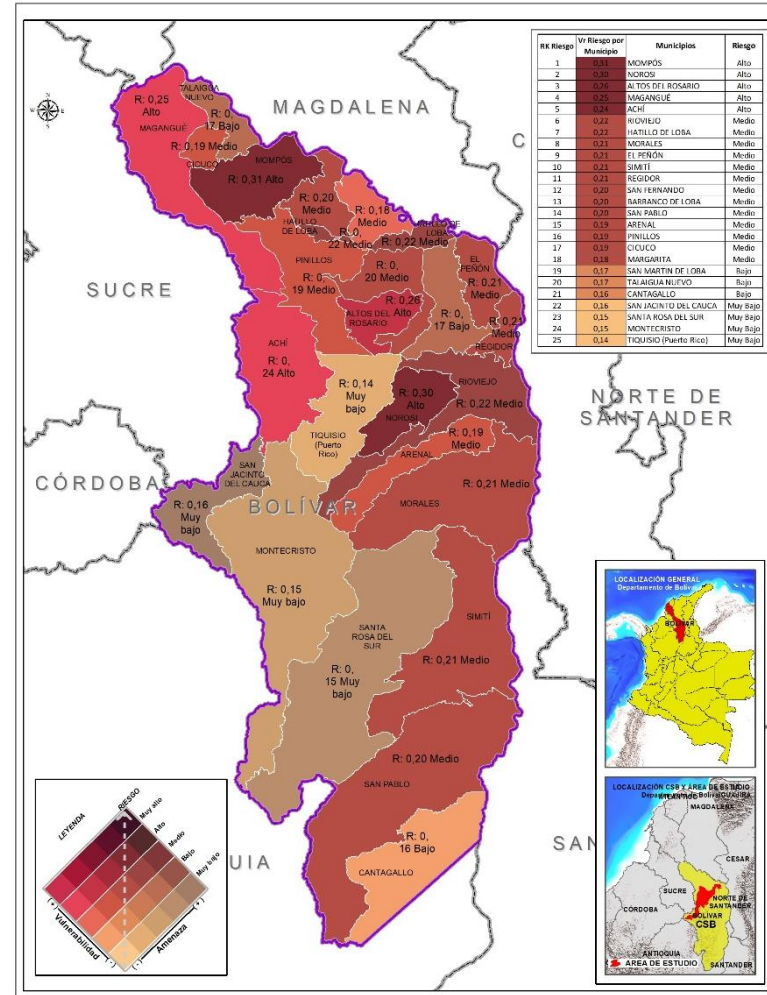 RK Riesgo Vr Riesgo por Municipio Municipios Riesgo
1 0,31 MOMPÓS Alto
2 0,30 NOROSI Alto
3 0,26 ALTOS DEL ROSARIO Alto
4 0,25 MAGANGUÉ Alto
5 0,24 ACHÍ Alto
6 0,22 RIOVIEJO Medio
7 0,22 HATILLO DE LOBA Medio
8 0,21 MORALES Medio
9 0,21 EL PEÑÓN Medio
10 0,21 SIMITÍ Medio
11 0,21 REGIDOR Medio
12 0,20 SAN FERNANDO Medio
13 0,20 BARRANCO DE LOBA Medio
14 0,20 SAN PABLO Medio
15 0,19 ARENAL Medio
16 0,19 PINILLOS Medio
17 0,19 CICUCO Medio
18 0,18 MARGARITA Medio
19 0,17 SAN MARTIN DE LOBA Bajo
20 0,17 TALAIGUA NUEVO Bajo
21 0,16 CANTAGALLO Bajo
22 0,16 SAN JACINTO DEL CAUCA Muy Bajo
23 0,15 SANTA ROSA DEL SUR Muy Bajo
24 0,15 MONTECRISTO Muy Bajo
25 0,14 TIQUISIO (Puerto Rico) Muy Bajo
N
W E
S
MAGDALENA
C
SUCRE
NORTE DE
SANTANDER
CÓRDOBA
BOLÍVAR
UIA
SAN
R: 0,25
Alto
MAGANGUÉ
TALAIGUA
NUEVO
R: 0,
17 Bajo
R: 0,19 Medio
CICUCO
MOMPÓS
R: 0,31 Alto
R: 0,20
Medio
R: 0,18
Medio
HATILLO
DE LOBA
R: 0,
22 Medio
HATILLO DE
LOBA
R: 0,22 Medio
PINILLOS
R: 0,
19 Medio
R: 0,
20 Medio
EL
PEÑÓN
R: 0,21
Medio
R: 0,26
Alto
ALTOS DEL
ROSARIO
R: 0,
17 Bajo
R: 0,21
Medio
REGIDOR
ACHÍ
R: 0,
24 Alto
R: 0,14
Muy
bajo
TIQUISIO
(Puerto
Rico)
R: 0,30
Alto
NOROSI
RIOVIEJO
R: 0,22 Medio
R: 0,19
Medio
ARENAL
R: 0,21 Medio
MORALES
SAN
JACINTO
DEL CAUCA
R: 0,16
Muy
bajo
MONTECRISTO
R: 0,15
Muy bajo
SANTA
ROSA DEL
SUR
R: 0,
15 Muy
bajo
SIMITÍ
R: 0,21 Medio
R: 0,20 Medio
SAN PABLO
R: 0,
16 Bajo
CANTAGALLO
LEYENDA
RIESGO
Muy alto
Alto
Medio
Bajo
Muy bajo
(+)
(+)
Vulnerabilidad
Amenaza
(-)
(-)
LOCALIZACIÓN GENERAL
Departamento de Bolívar
BOLÍVAR
LOCALIZACIÓN CSB Y ÁREA DE ESTUDIO
Departamento de Bolívar
MAGDALENA
CESAR
SUCRE
NORTE DE
SANTANDER
CÓRDOBA
BOLÍVAR
CSB
ANTIOQUIA
SANTANDER
ÁREA DE ESTUDIO